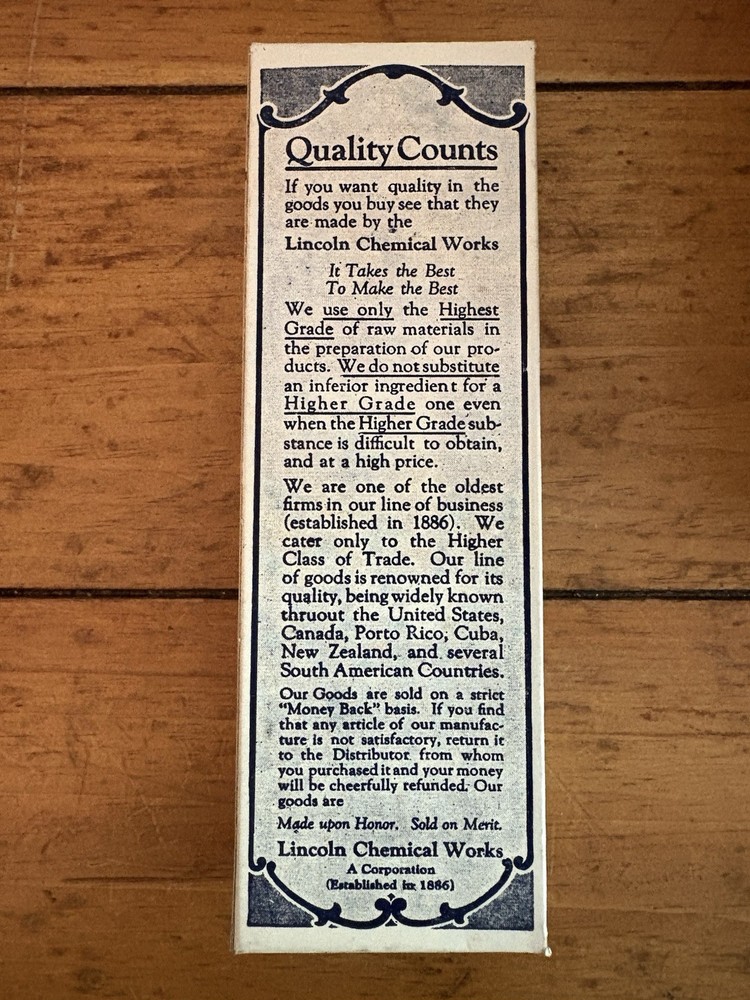 Quality Counts
If you want quality in the
goods you buy see that they
are made by the
Lincoln Chemical Works
It Takes the Best
To Make the Best
We use only the Highest
Grade of raw materials in
the preparation of our pro-
ducts. We do not substitute
an inferior ingredient for a
Higher Grade one even
when the Higher Grade sub-
stance is difficult to obtain,
and at a high price.
We are one of the oldest
firms in our line of business
(established in 1886). We
cater only to the Higher
Class of Trade. Our line
of goods is renowned for its
quality, being widely known
thruout the United States,
Canada, Porto Rico, Cuba,
New Zealand, and several
South American Countries.
Our Goods are sold on a strict
"Money Back" basis. If you find
that any article of our manufac-
ture is not satisfactory, return it
to the Distributor from whom
you purchased it and your money
will be cheerfully refunded. Our
goods are
Made upon Honor. Sold on Merit.
Lincoln Chemical Works
A Corporation
(Established in 1886)